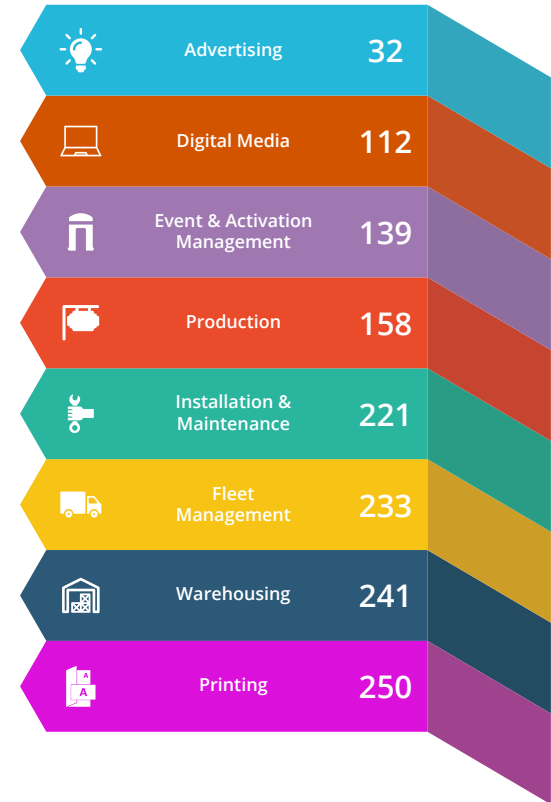 Advertising 32
Digital Media 112
Event & Activation
Management 139
Production 158
Installation &
Maintenance 221
Fleet
Management 233
Warehousing 241
A
A
Printing 250